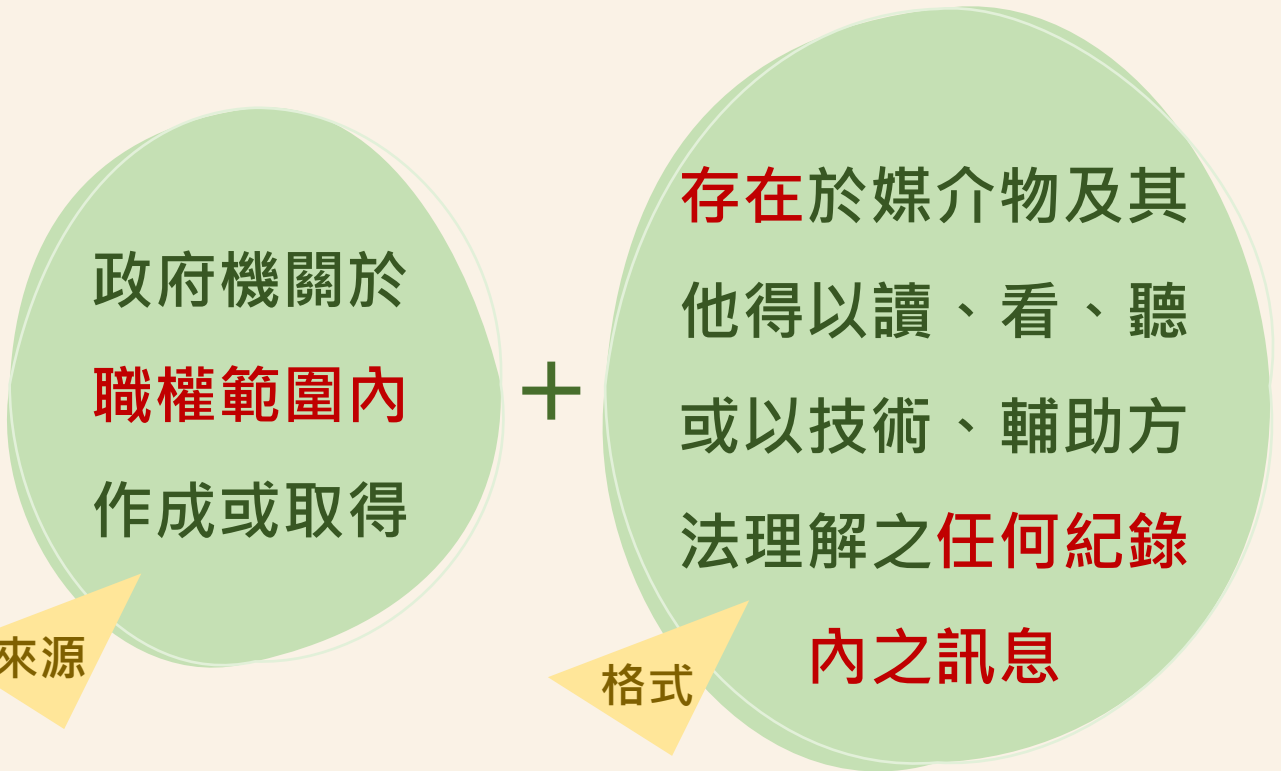 政府機關於
職權範圍內
作成或取得
來源
+
存在於媒介物及其
他得以讀、看、聽
或以技術、輔助方
法理解之任何紀錄
內之訊息
格式